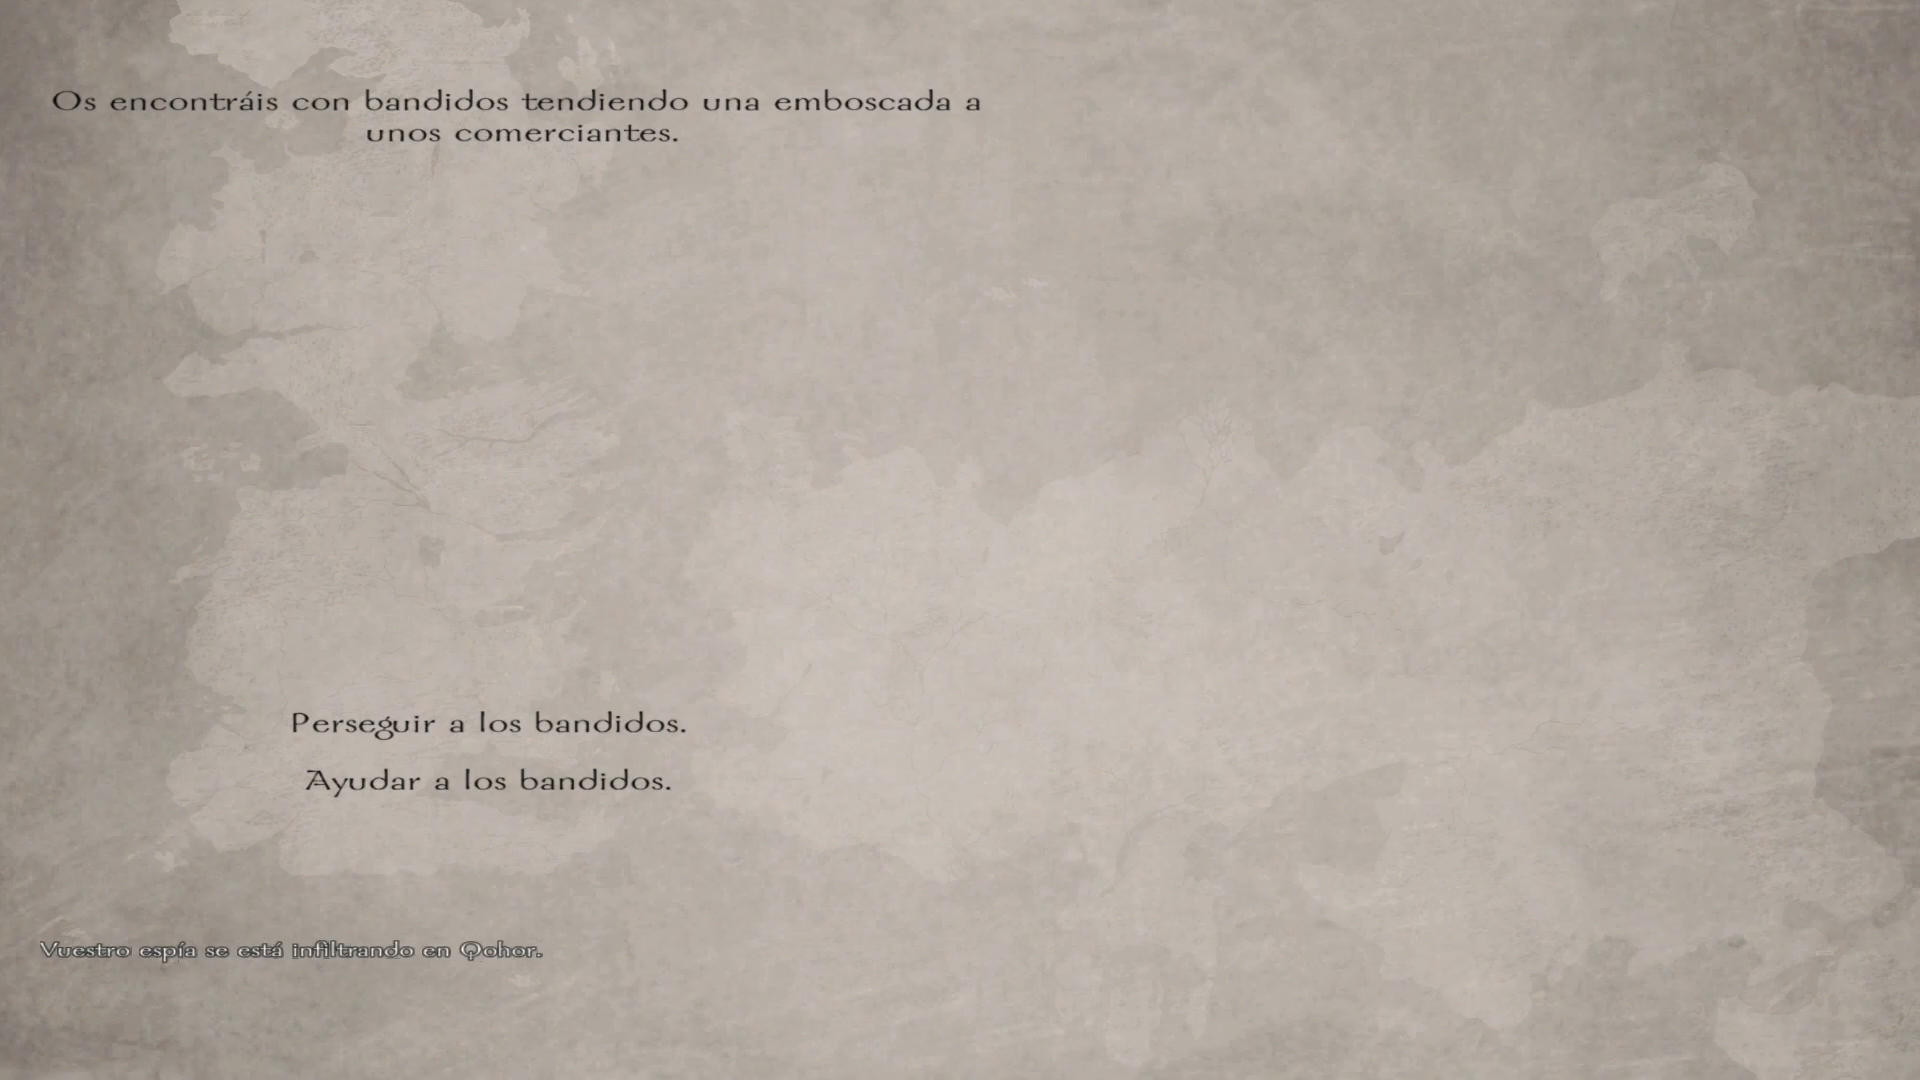 Os encontráis con bandidos tendiendo una emboscada a
unos comerciantes.
Perseguir a los bandidos.
Ayudar a los bandidos.
Vuestro espía se está infiltrando en Qohor.